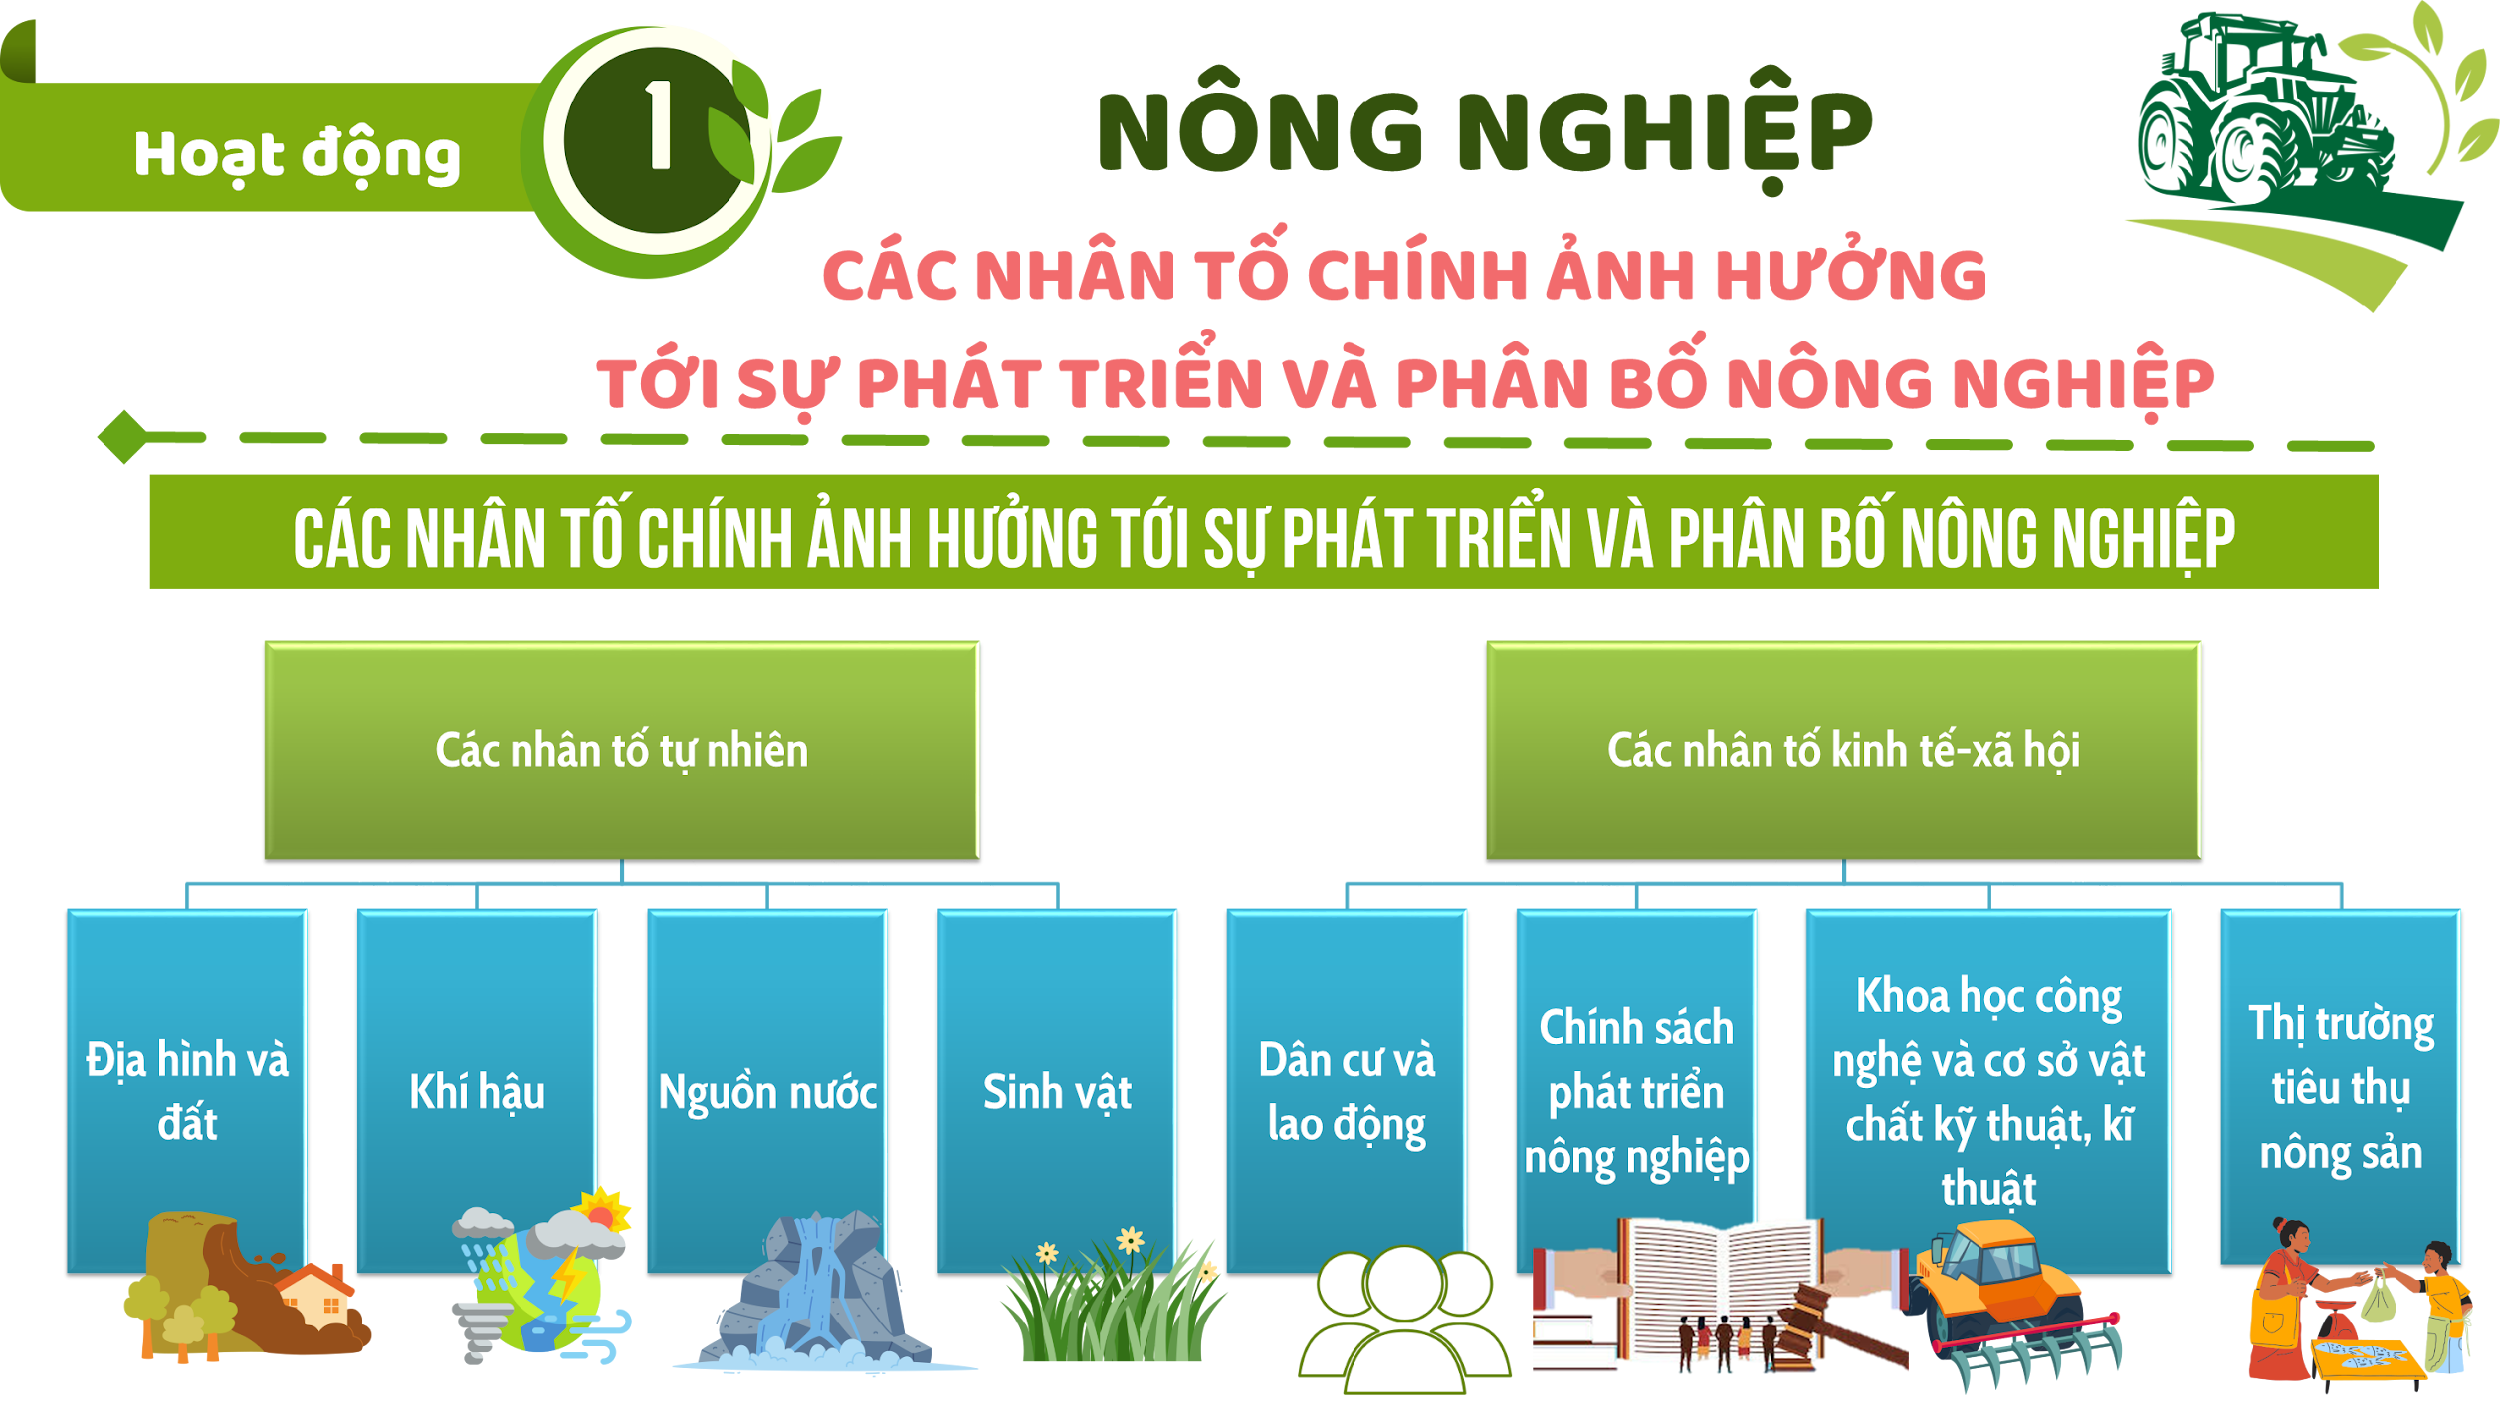 Hoạt động
1
NÔNG NGHIỆP
CÁC NHÂN TỐ CHÍNH ẢNH HƯỞNG
TỚI SỰ PHÁT TRIỂN VÀ PHÂN BỐ NÔNG NGHIỆP
CÁC NHÂN TỐ CHÍNH ẢNH HƯỞNG TỚI SỰ PHÁT TRIỂN VÀ PHÂN BỐ NÔNG NGHIỆP
Các nhân tố tự nhiên
Các nhân tố kinh tế-xã hội
Địa hình và
đất
Khí hậu
Nguồn nước
Sinh vật
Dân cư và
lao động
Chính sách
phát triển
nông nghiệp
Khoa học công
nghệ và cơ sở vật
chất kỹ thuật, kĩ
thuật
Thị trường
tiêu thụ
nông sản